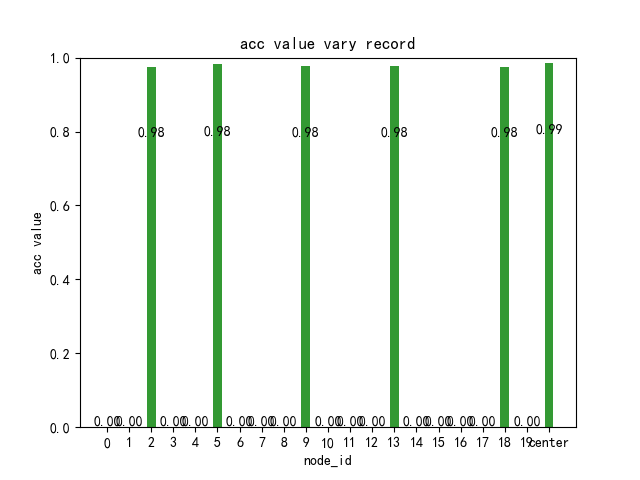 acc value vary record
acc value
1.0
0.8
0.6
0.4
0.2
0.0
0.98 0.98 0.98 0.98 0.98 0.99
0.00 0.00 0.00 0.00 0.00 0.00 0.00 0.00 0.00 0.00 0.00 0.00 0.00 0.00 0.00
0 1 2 3 4 5 6 7 8 9 10 11 12 13 14 15 16 17 18 19 center
node_id